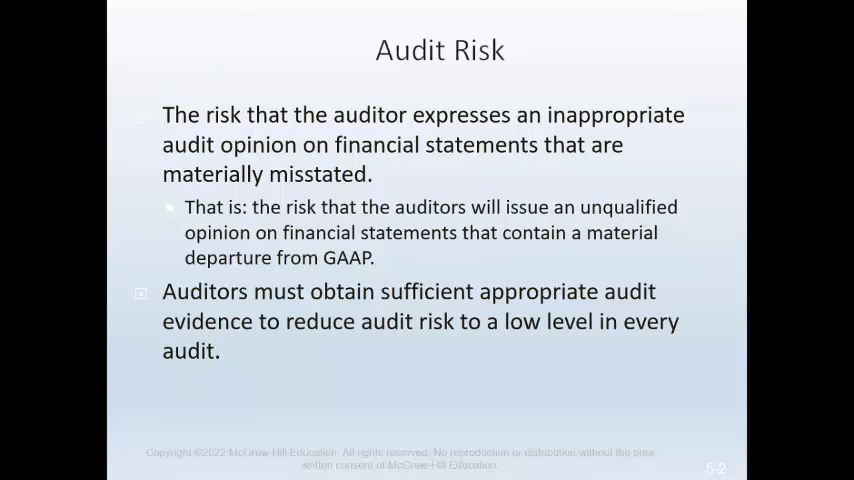 Audit Risk
The risk that the auditor expresses an inappropriate
audit opinion on financial statements that are
materially misstated.
That is: the risk that the auditors will issue an unqualified
opinion on financial statements that contain a material
departure from GAAP.
Auditors must obtain sufficient appropriate audit
evidence to reduce audit risk to a low level in every
audit.
Copyright ©2022 McGraw-Hill Education. All rights reserved. No reproduction or distribution without the prior
written consent of McGraw-Hill Education.
5-2